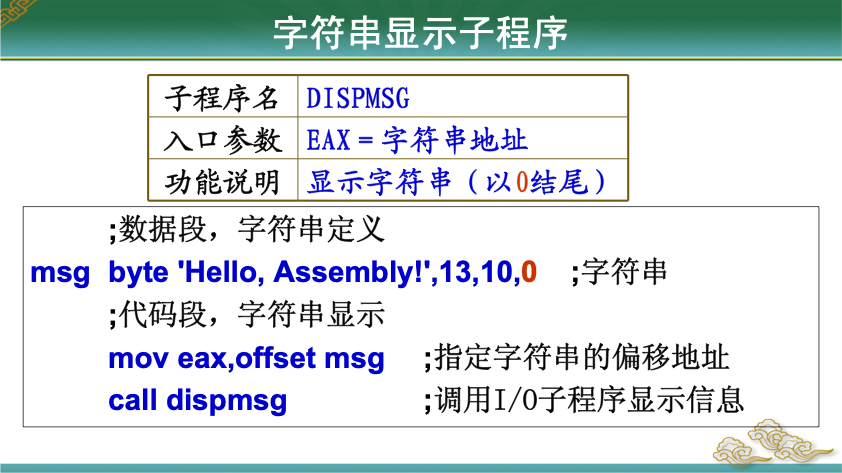 字符串显示子程序
子程序名 DISPMSG
入口参数 EAX＝字符串地址
功能说明 显示字符串（以0结尾）
;数据段，字符串定义
msg byte 'Hello, Assembly!',13,10,0 ;字符串
;代码段，字符串显示
mov eax,offset msg ;指定字符串的偏移地址
call dispmsg ;调用I/O子程序显示信息